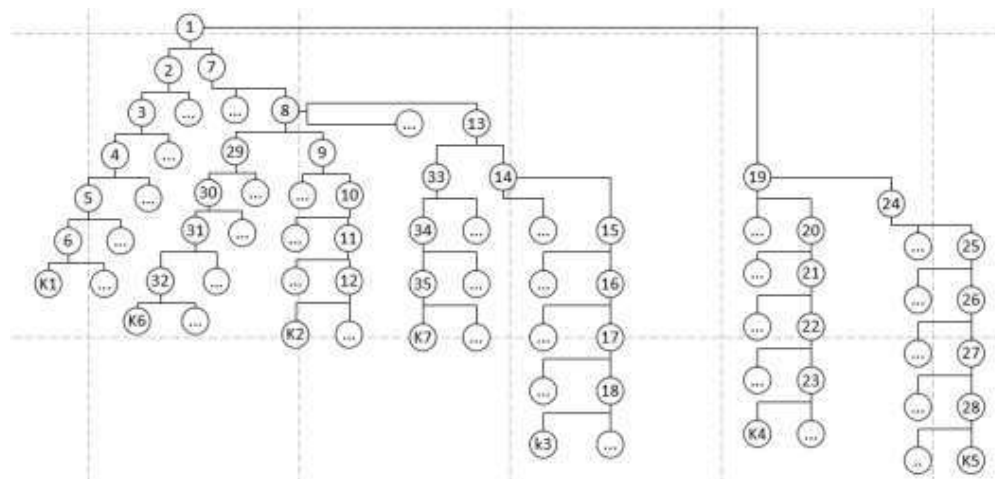 1
2 7
3 ... ... 8 ... 13
4 ... 29 9
5 ... 30 ... ... 10 33 14 19
24
6 ... 31 ... ... 11 34 ... ... 15 ... 20 ... 25
K1 ... 32 ... ... 12 35 ... ... 16 ... 21 ... 26
K6 ... K2 ... K7 ... ... 17 ... 22 ... 27
... 18 ... 23 ... 28
k3 ... K4 ... .. K5